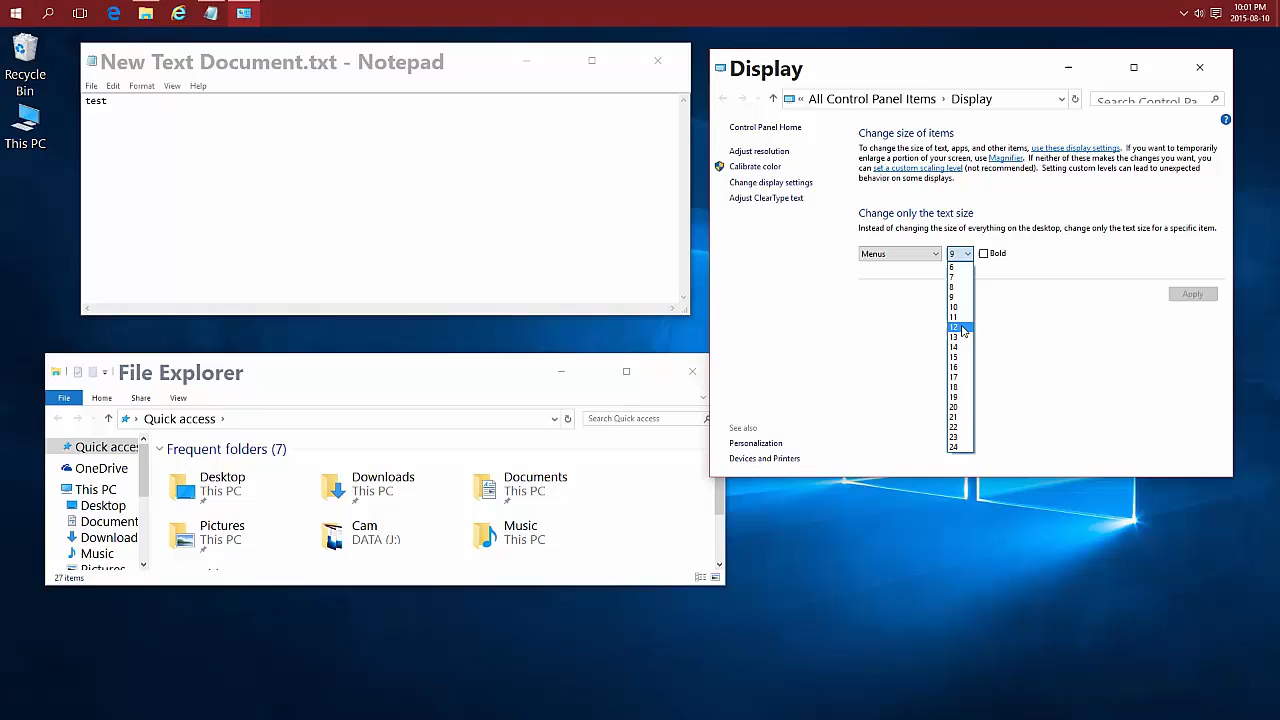 10:01 PM
2015-08-10
Recycle
Bin
This PC
New Text Document.txt - Notepad
File Edit Format View Help
test
Display
All Control Panel Items › Display
Search Control Pa
Control Panel Home
Adjust resolution
Calibrate color
Change display settings
Adjust ClearType text
Change size of items
To change the size of text, apps, and other items, use these display settings. If you want to temporarily
enlarge a portion of your screen, use Magnifier. If neither of these makes the changes you want, you
can set a custom scaling level (not recommended). Setting custom levels can lead to unexpected
behavior on some displays.
Change only the text size
Instead of changing the size of everything on the desktop, change only the text size for a specific item.
Menus 9 Bold
6
7
8
9
10
11
12
13
14
15
16
17
18
19
20
21
22
23
24
Apply
See also
Personalization
Devices and Printers
File Explorer
File Home Share View
Quick access ›
Search Quick access
Quick acces
OneDrive
This PC
Desktop
Document
Download
Music
Pictures
Frequent folders (7)
Desktop
This PC
Downloads
This PC
Documents
This PC
Pictures
This PC
Cam
DATA (J:)
Music
This PC
27 items